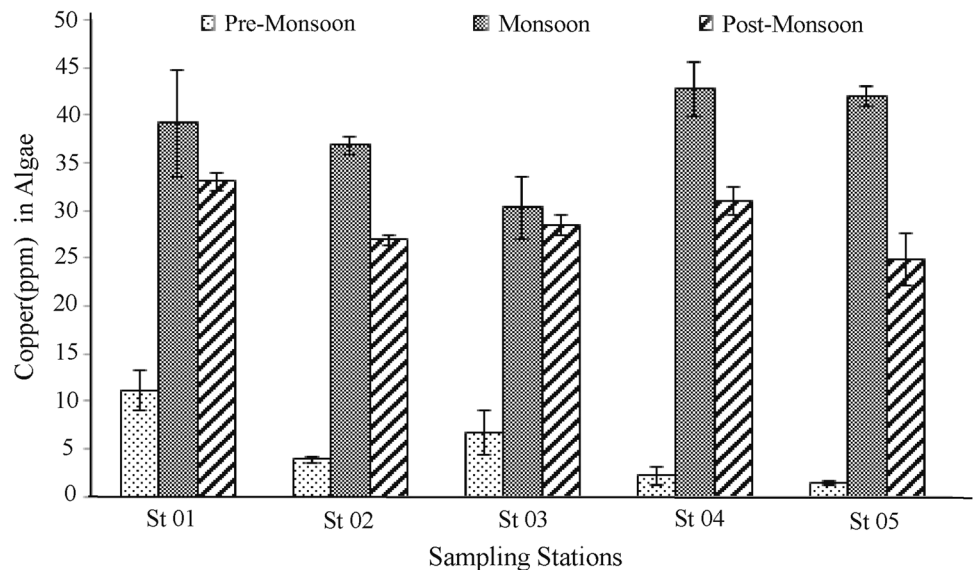 50
Pre-Monsoon Monsoon Post-Monsoon
45
40
35
30
25
20
15
10
5
0
Copper(ppm) in Algae
St 01 St 02 St 03 St 04 St 05
Sampling Stations